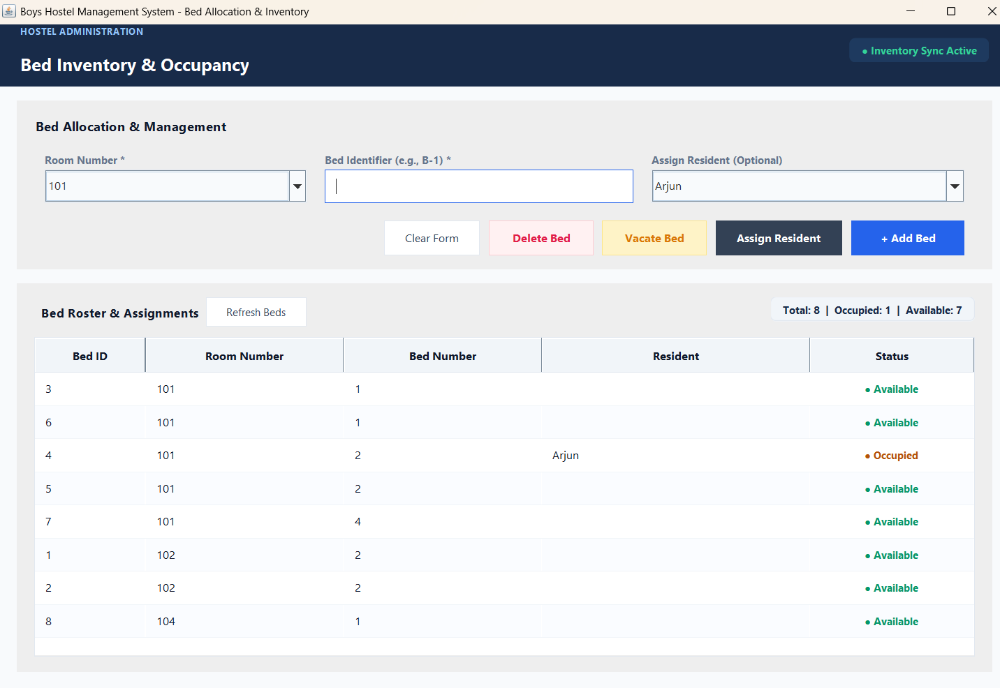 Boys Hostel Management System - Bed Allocation & Inventory
HOSTEL ADMINISTRATION
Bed Inventory & Occupancy
● Inventory Sync Active
Bed Allocation & Management
Room Number * Bed Identifier (e.g., B-1) * Assign Resident (Optional)
101 Arjun
Clear Form Delete Bed Vacate Bed Assign Resident + Add Bed
Bed Roster & Assignments Refresh Beds Total: 8 | Occupied: 1 | Available: 7
Bed ID Room Number Bed Number Resident Status
3 101 1 ● Available
6 101 1 ● Available
4 101 2 Arjun ● Occupied
5 101 2 ● Available
7 101 4 ● Available
1 102 2 ● Available
2 102 2 ● Available
8 104 1 ● Available